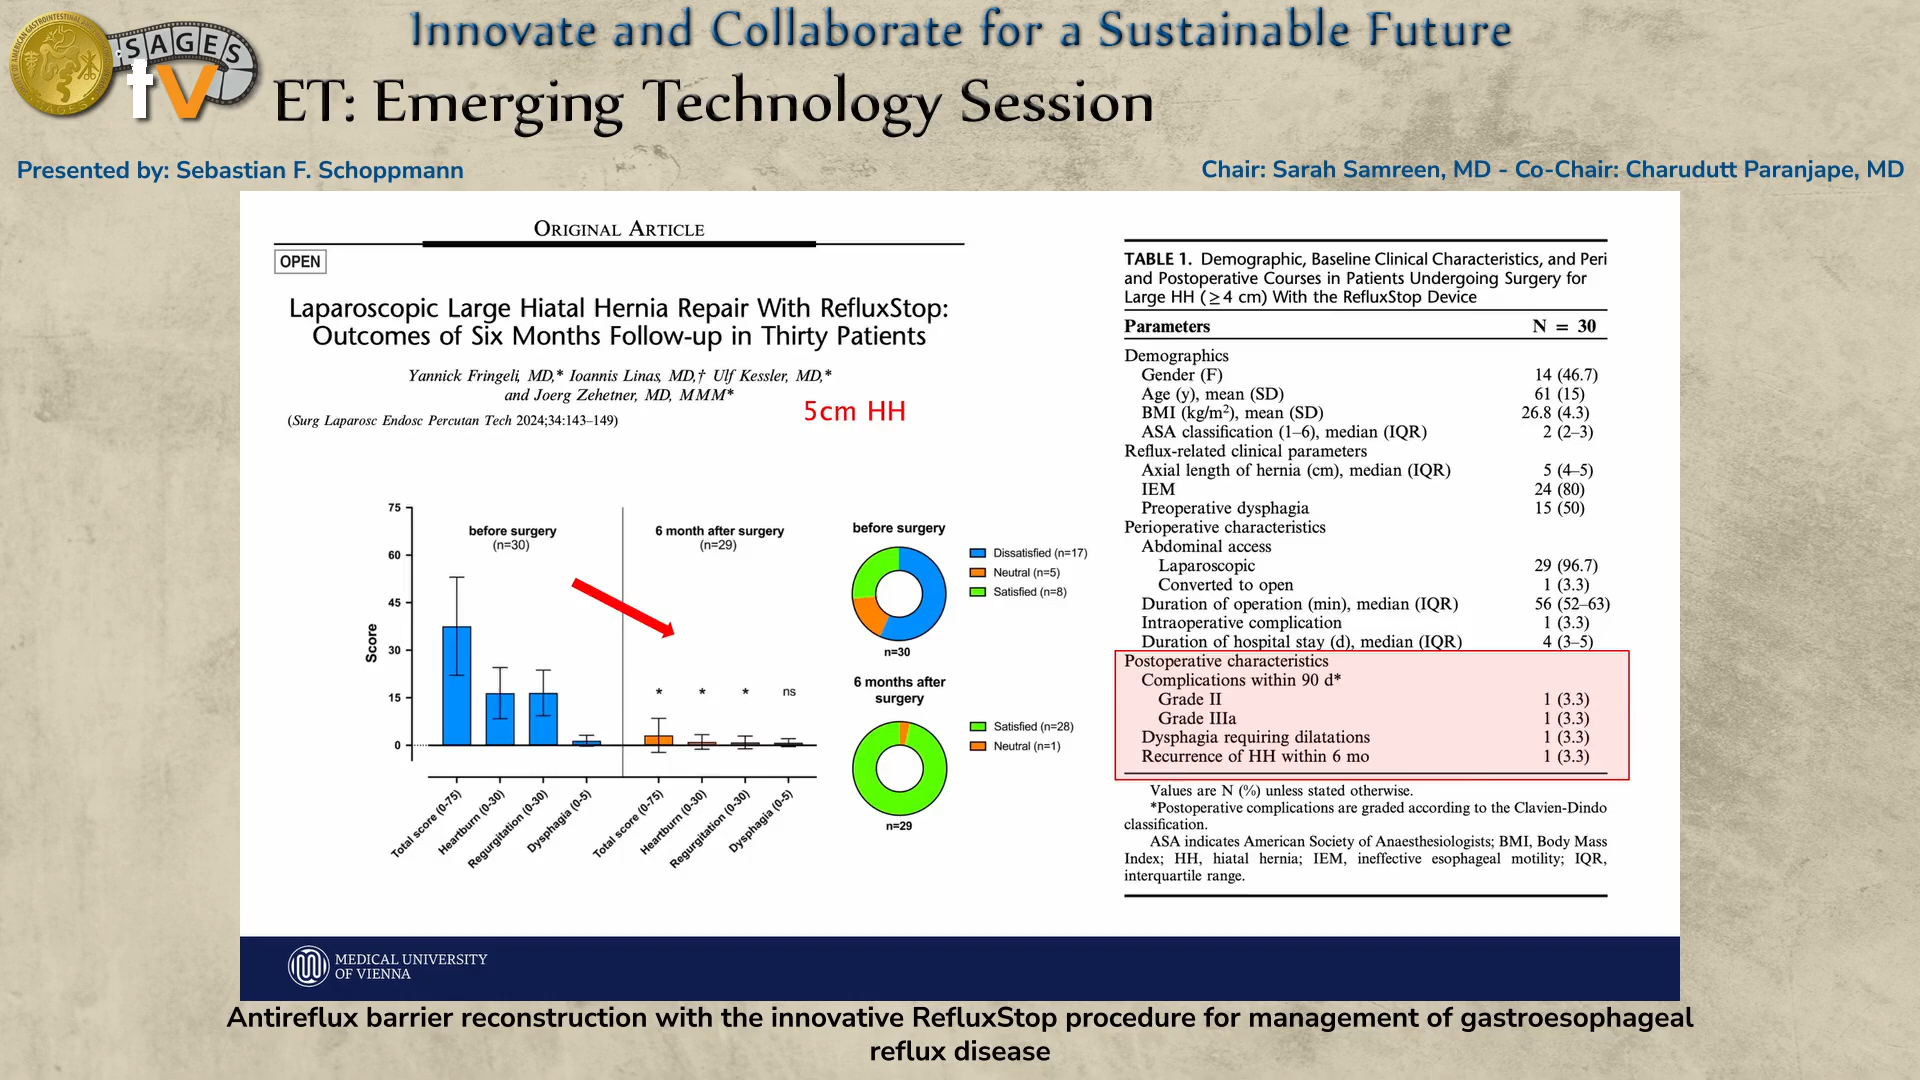 SAGES
tv
Innovate and Collaborate for a Sustainable Future
ET: Emerging Technology Session
Presented by: Sebastian F. Schoppmann
Chair: Sarah Samreen, MD - Co-Chair: Charudutt Paranjape, MD
ORIGINAL ARTICLE
OPEN
Laparoscopic Large Hiatal Hernia Repair With RefluxStop:
Outcomes of Six Months Follow-up in Thirty Patients
Yannick Fringeli, MD,* Ioannis Linas, MD,† Ulf Kessler, MD,*
and Joerg Zehetner, MD, MMM*
(Surg Laparosc Endosc Percutan Tech 2024;34:143–149)
5cm HH
Score
75
60
45
30
15
0
before surgery
(n=30)
6 month after surgery
(n=29)
* * * ns
Total score (0-75)
Heartburn (0-30)
Regurgitation (0-30)
Dysphagia (0-5)
Total score (0-75)
Heartburn (0-30)
Regurgitation (0-30)
Dysphagia (0-5)
before surgery
Dissatisfied (n=17)
Neutral (n=5)
Satisfied (n=8)
n=30
6 months after
surgery
Satisfied (n=28)
Neutral (n=1)
n=29
TABLE 1. Demographic, Baseline Clinical Characteristics, and Peri
and Postoperative Courses in Patients Undergoing Surgery for
Large HH (≥4 cm) With the RefluxStop Device
Parameters N = 30
Demographics
Gender (F) 14 (46.7)
Age (y), mean (SD) 61 (15)
BMI (kg/m²), mean (SD) 26.8 (4.3)
ASA classification (1–6), median (IQR) 2 (2–3)
Reflux-related clinical parameters
Axial length of hernia (cm), median (IQR) 5 (4–5)
IEM 24 (80)
Preoperative dysphagia 15 (50)
Perioperative characteristics
Abdominal access
Laparoscopic 29 (96.7)
Converted to open 1 (3.3)
Duration of operation (min), median (IQR) 56 (52–63)
Intraoperative complication 1 (3.3)
Duration of hospital stay (d), median (IQR) 4 (3–5)
Postoperative characteristics
Complications within 90 d*
Grade II 1 (3.3)
Grade IIIa 1 (3.3)
Dysphagia requiring dilatations 1 (3.3)
Recurrence of HH within 6 mo 1 (3.3)
Values are N (%) unless stated otherwise.
*Postoperative complications are graded according to the Clavien-Dindo
classification.
ASA indicates American Society of Anaesthesiologists; BMI, Body Mass
Index; HH, hiatal hernia; IEM, ineffective esophageal motility; IQR,
interquartile range.
MEDICAL UNIVERSITY
OF VIENNA
Antireflux barrier reconstruction with the innovative RefluxStop procedure for management of gastroesophageal
reflux disease